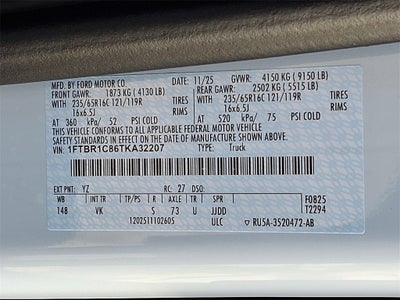 MFD. BY FORD MOTOR CO. 11/25 GVWR: 4150 KG ( 9150 LB)
FRONT GAWR: 1873 KG ( 4130 LB) REAR GAWR: 2502 KG ( 5515 LB)
235/65R16C 121/119R TIRES 235/65R16C 121/119R TIRES
16x6.5J RIMS 16x6.5J RIMS
AT 360 kPa/ 52 PSI COLD AT 520 kPa/ 75 PSI COLD
THIS VEHICLE CONFORMS TO ALL APPLICABLE FEDERAL MOTOR VEHICLE
SAFETY STANDARDS IN EFFECT ON THE DATE OF MANUFACTURE SHOWN ABOVE.
VIN: 1FTBR1C86TKA32207 TYPE: Truck
EXT PNT: YZ RC: 27 DSO:
WB INT TR TP/PS R AXLE TR SPR F0825
148 VK S 73 U JJDD T2294
1202511102605 ULC RU5A-3520472-AB